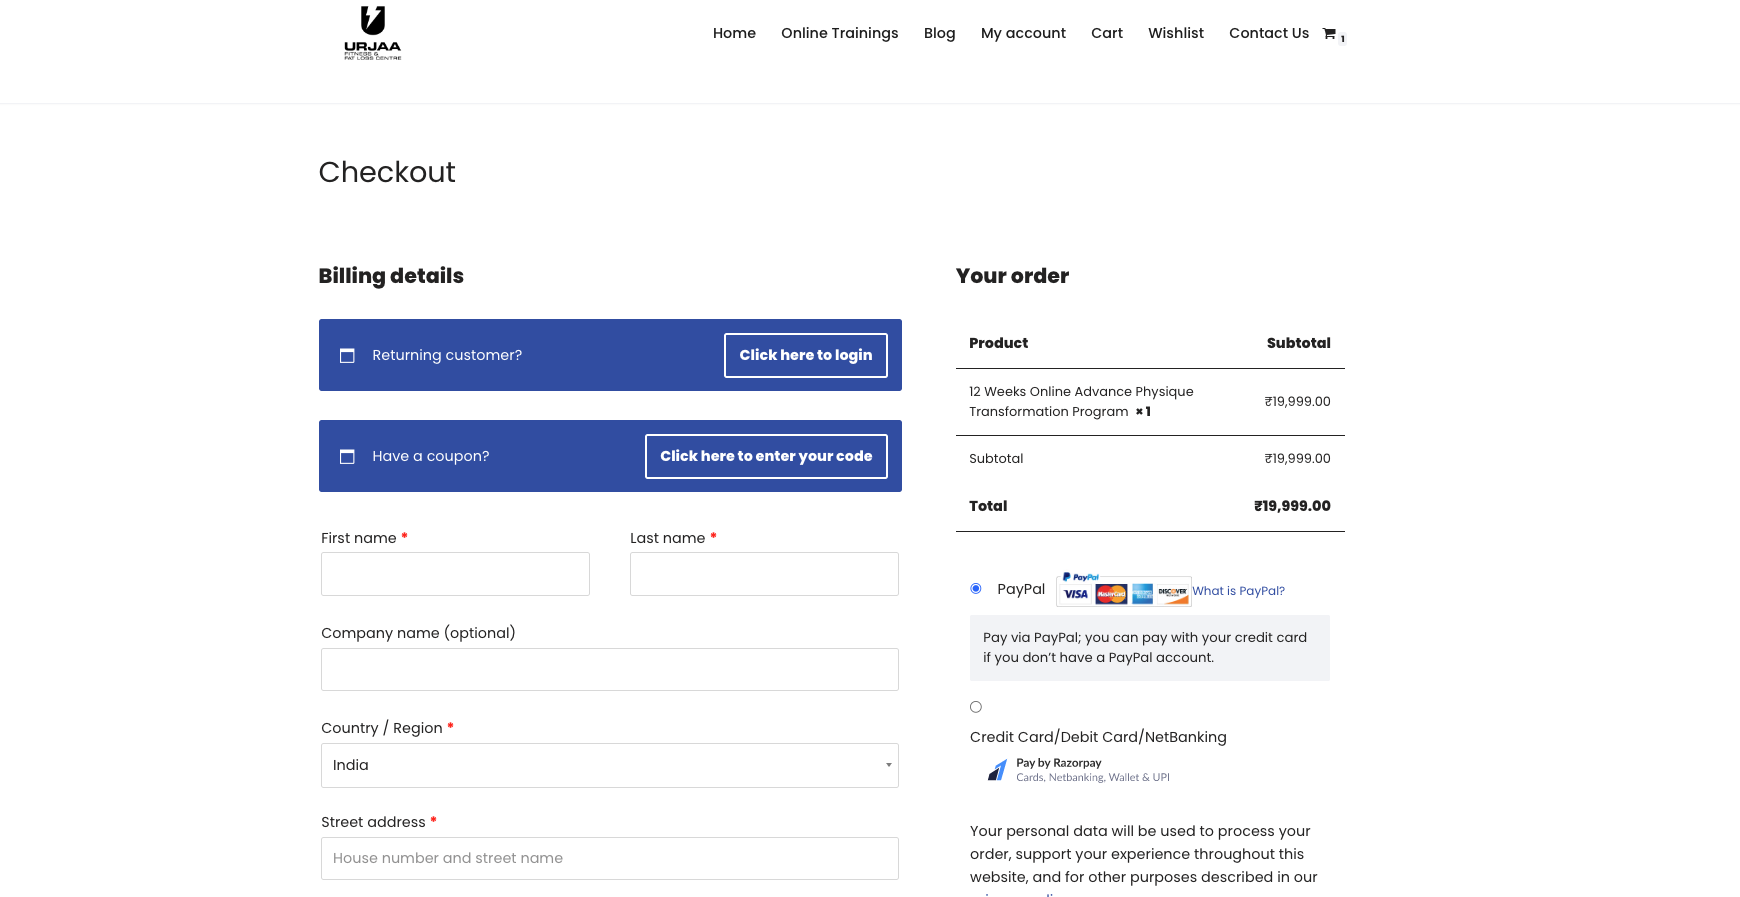 URJAA
FITNESS &
FAT LOSS CENTRE
Home Online Trainings Blog My account Cart Wishlist Contact Us 1
Checkout
Billing details
Returning customer? Click here to login
Have a coupon? Click here to enter your code
First name * Last name *
Company name (optional)
Country / Region *
India
Street address *
House number and street name
Your order
Product Subtotal
12 Weeks Online Advance Physique
Transformation Program × 1 ₹19,999.00
Subtotal ₹19,999.00
Total ₹19,999.00
PayPal PayPal VISA MasterCard DISCOVER What is PayPal?
Pay via PayPal; you can pay with your credit card
if you don’t have a PayPal account.
Credit Card/Debit Card/NetBanking
Pay by Razorpay
Cards, Netbanking, Wallet & UPI
Your personal data will be used to process your
order, support your experience throughout this
website, and for other purposes described in our